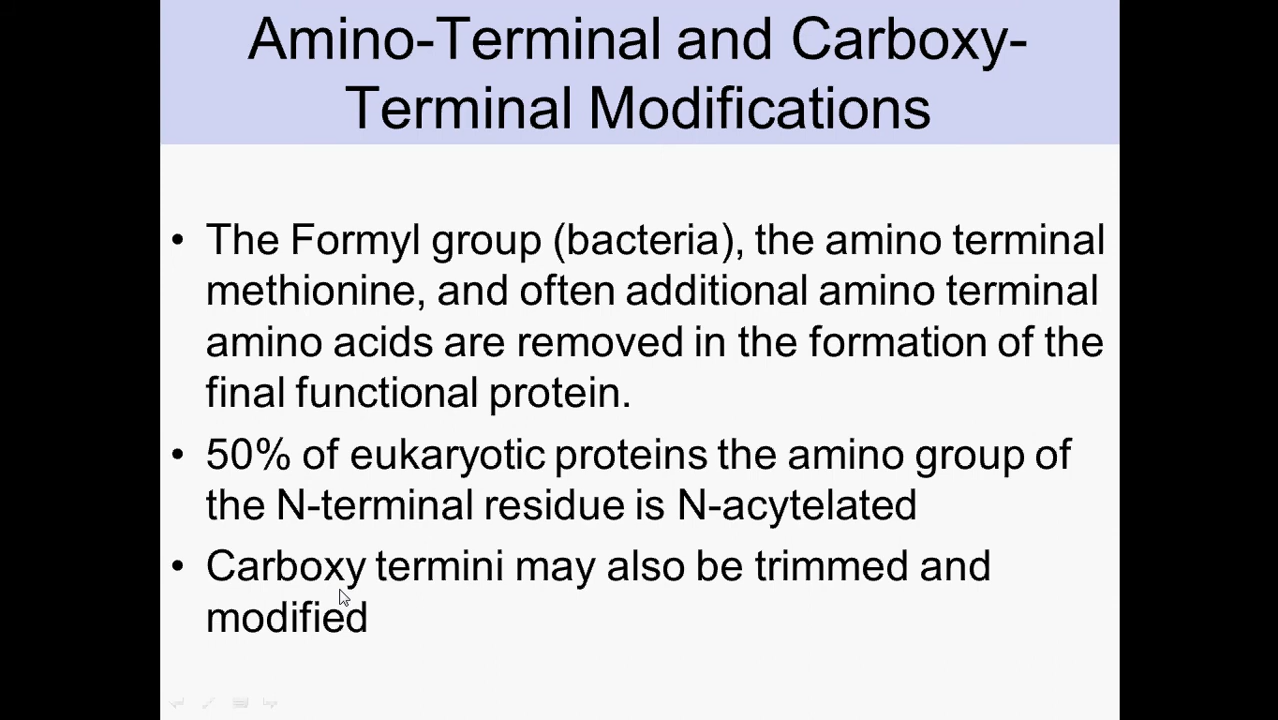 Amino-Terminal and Carboxy-
Terminal Modifications
• The Formyl group (bacteria), the amino terminal
methionine, and often additional amino terminal
amino acids are removed in the formation of the
final functional protein.
• 50% of eukaryotic proteins the amino group of
the N-terminal residue is N-acytelated
• Carboxy termini may also be trimmed and
modified